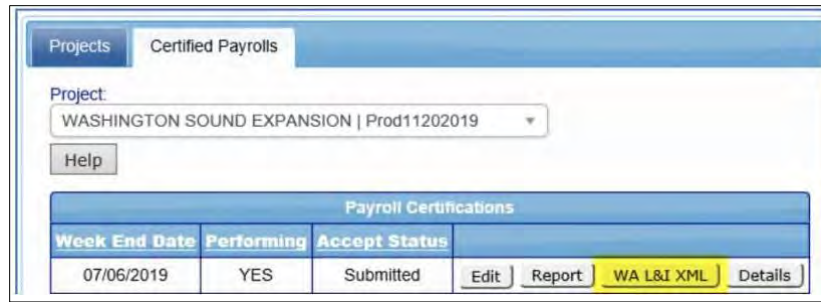 Projects Certified Payrolls
Project:
WASHINGTON SOUND EXPANSION | Prod11202019
Help
Payroll Certifications
Week End Date Performing Accept Status
07/06/2019 YES Submitted Edit Report WA L&I XML Details